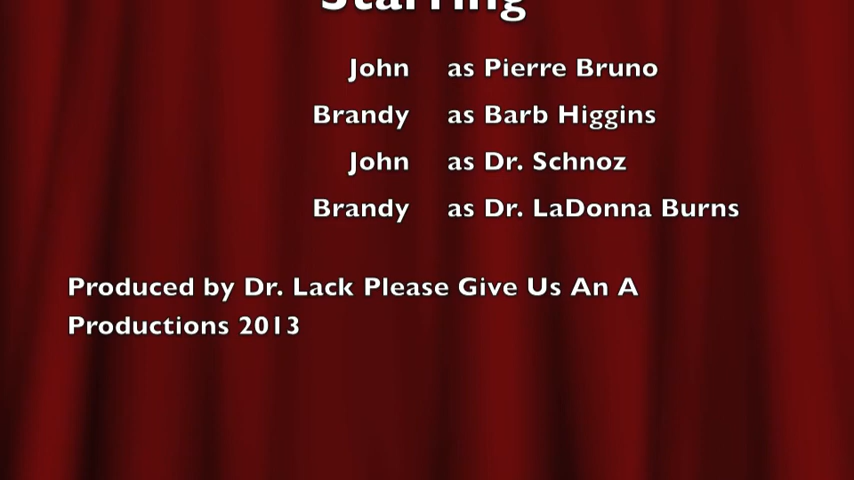 Starring
John as Pierre Bruno
Brandy as Barb Higgins
John as Dr. Schnoz
Brandy as Dr. LaDonna Burns
Produced by Dr. Lack Please Give Us An A
Productions 2013